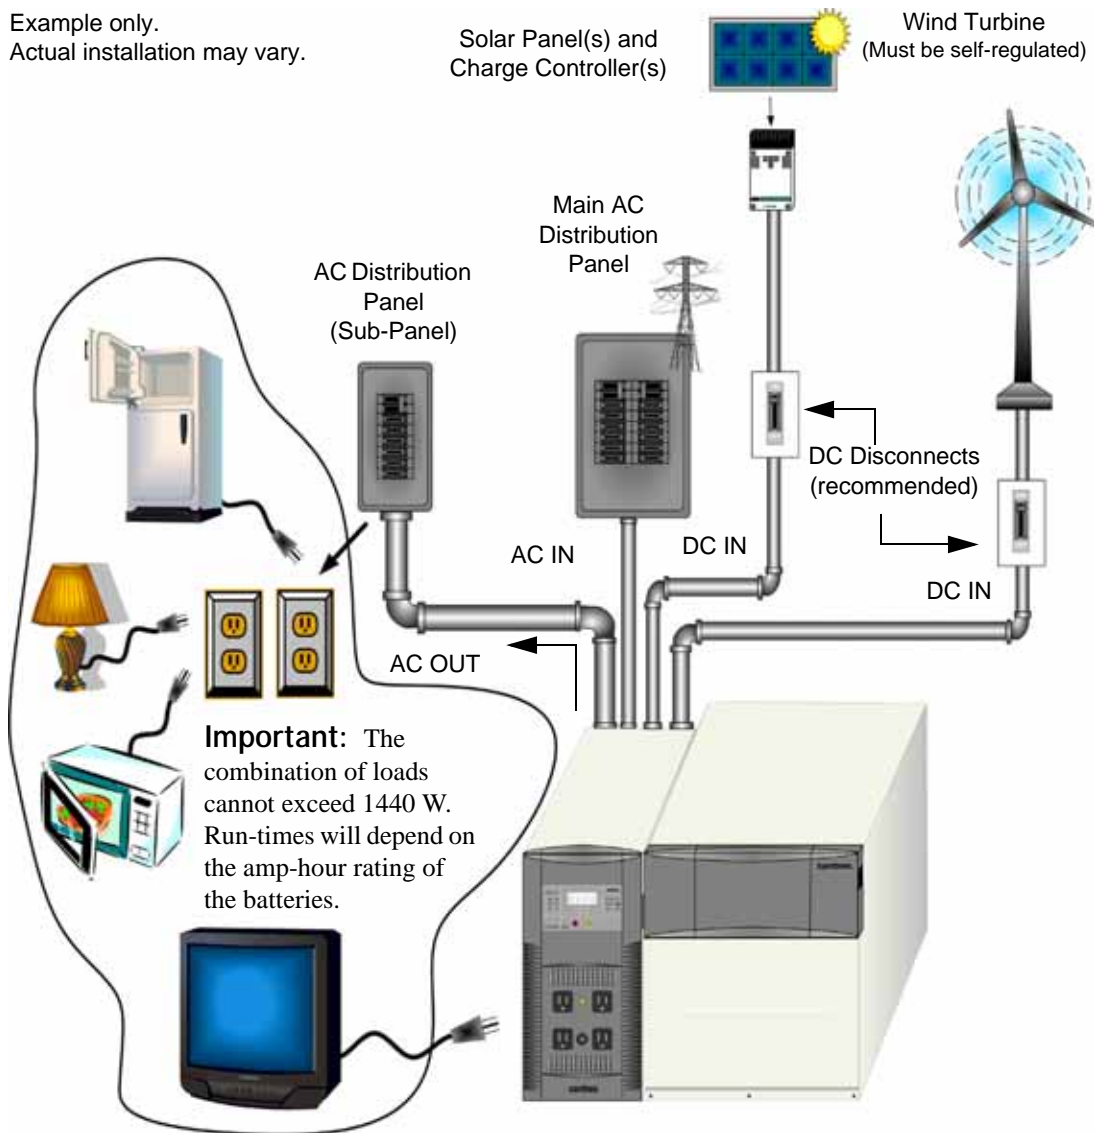 Example only.
Actual installation may vary.
Solar Panel(s) and
Charge Controller(s)
Wind Turbine
(Must be self-regulated)
Main AC
Distribution
Panel
AC Distribution
Panel
(Sub-Panel)
DC Disconnects
(recommended)
AC IN
DC IN
DC IN
AC OUT
Important: The
combination of loads
cannot exceed 1440 W.
Run-times will depend on
the amp-hour rating of
the batteries.